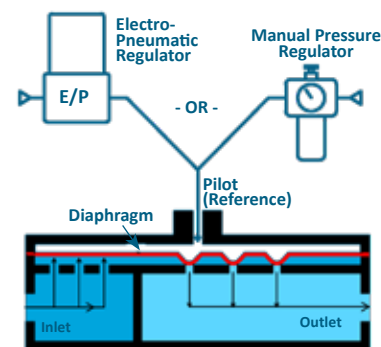 Electro-
Pneumatic
Regulator
Manual Pressure
Regulator
E/P
- OR -
Pilot
(Reference)
Diaphragm
Inlet
Outlet